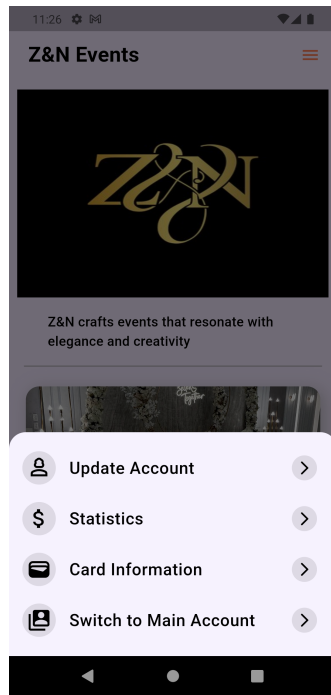 11:26
Z&N Events
Z&N
Z&N crafts events that resonate with
elegance and creativity
Update Account
Statistics
Card Information
Switch to Main Account